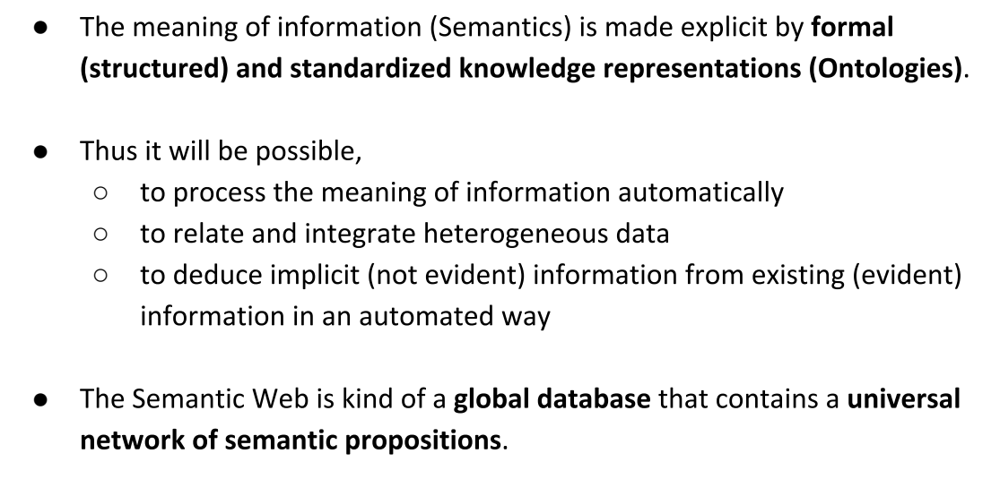 ● The meaning of information (Semantics) is made explicit by formal
(structured) and standardized knowledge representations (Ontologies).
● Thus it will be possible,
○ to process the meaning of information automatically
○ to relate and integrate heterogeneous data
○ to deduce implicit (not evident) information from existing (evident)
information in an automated way
● The Semantic Web is kind of a global database that contains a universal
network of semantic propositions.